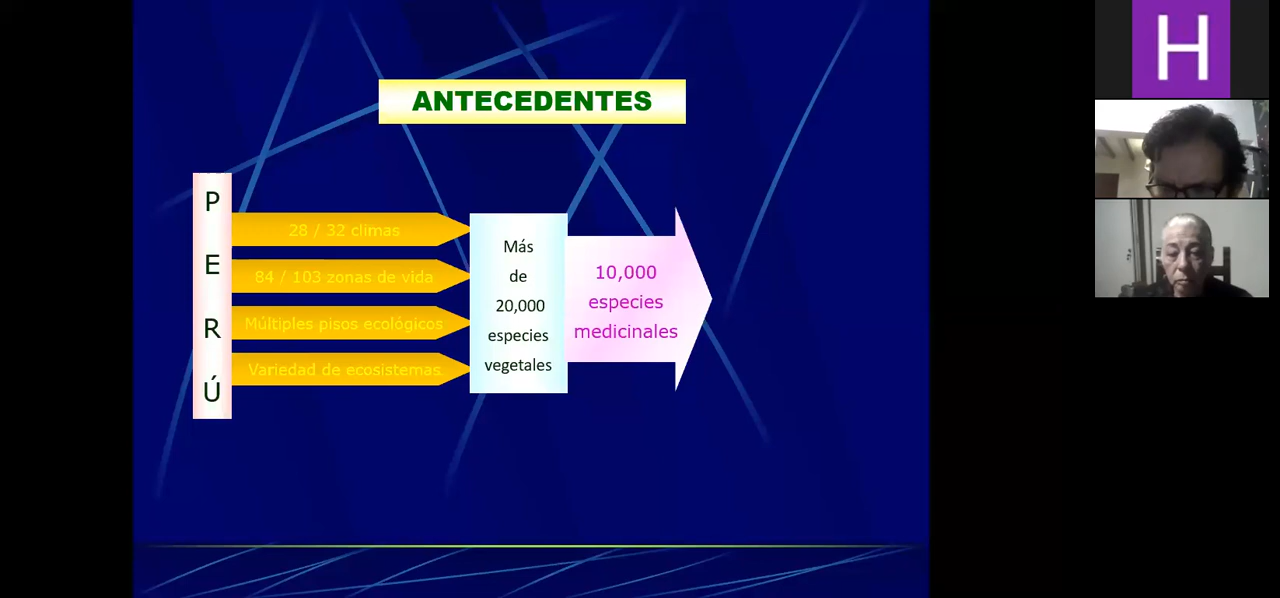 ANTECEDENTES
P
E
R
Ú
28 / 32 climas
84 / 103 zonas de vida
Múltiples pisos ecológicos
Variedad de ecosistemas.
Más
de
20,000
especies
vegetales
10,000
especies
medicinales
H